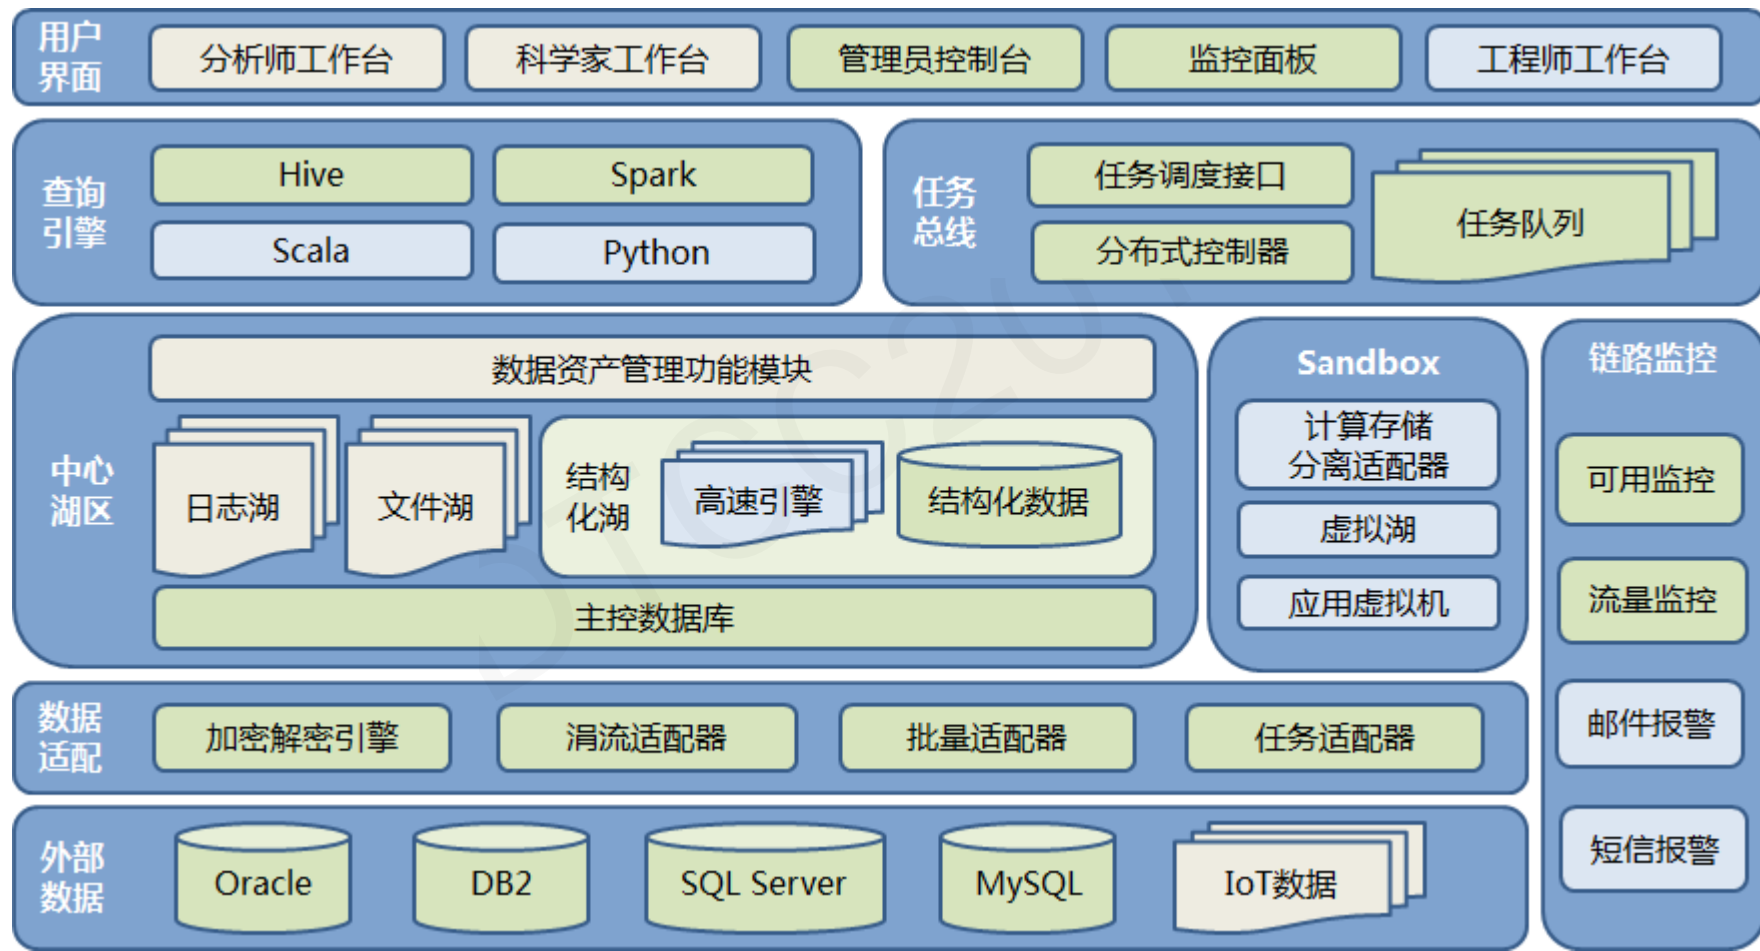 用户
界面
分析师工作台
科学家工作台
管理员控制台
监控面板
工程师工作台
查询
引擎
Hive
Spark
Scala
Python
任务
总线
任务调度接口
分布式控制器
任务队列
中心
湖区
数据资产管理功能模块
日志湖
文件湖
结构
化湖
高速引擎
结构化数据
主控数据库
Sandbox
计算存储
分离适配器
虚拟湖
应用虚拟机
链路监控
可用监控
流量监控
邮件报警
短信报警
数据
适配
加密解密引擎
涓流适配器
批量适配器
任务适配器
外部
数据
Oracle
DB2
SQL Server
MySQL
IoT数据